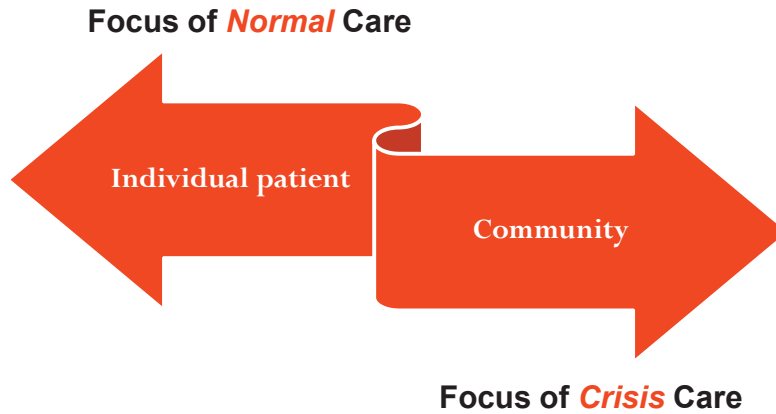 Focus of Normal Care
Individual patient
Community
Focus of Crisis Care